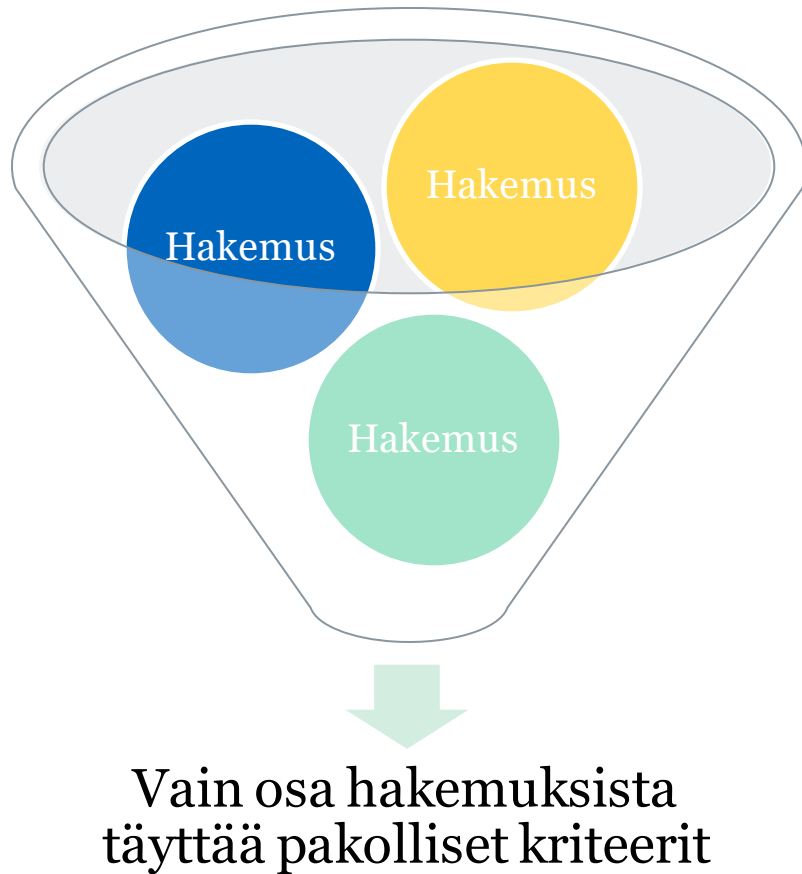 Hakemus
Hakemus
Hakemus
Vain osa hakemuksista
täyttää pakolliset kriteerit